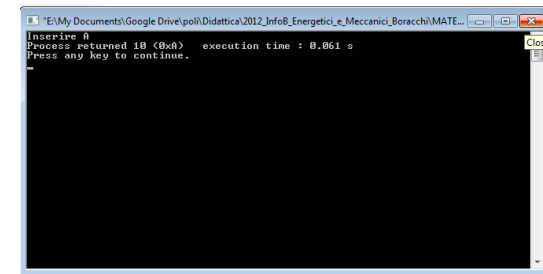 "E:\My Documents\Google Drive\poli\Didattica\2012_InfoB_Energetici_e_Meccanici_Boracchi\MATE...
Clos
Inserire A
Process returned 10 (0xA)   execution time : 0.061 s
Press any key to continue.